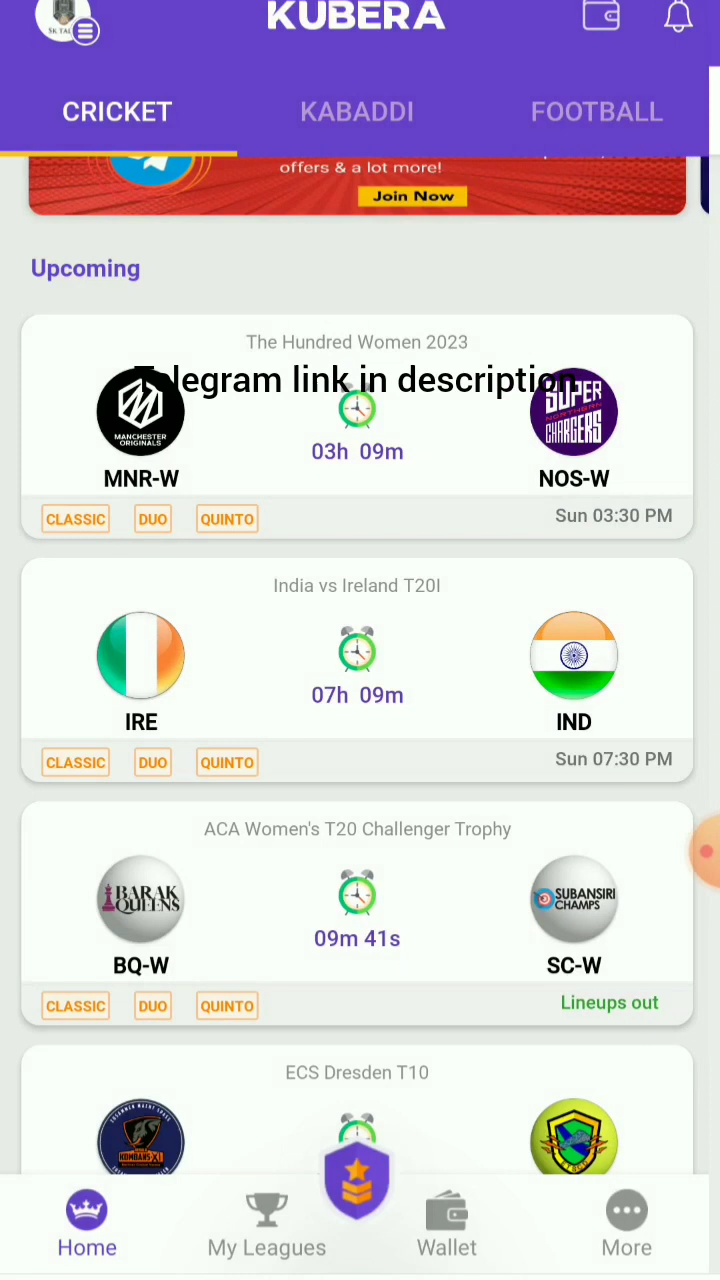 KUBERA
SK TAL
CRICKET
KABADDI
FOOTBALL
offers & a lot more!
Join Now
Upcoming
The Hundred Women 2023
Telegram link in description
MANCHESTER
ORIGINALS
SUPER
NORTHERN
CHARGERS
03h 09m
MNR-W
NOS-W
CLASSIC
DUO
QUINTO
Sun 03:30 PM
India vs Ireland T20I
07h 09m
IRE
IND
CLASSIC
DUO
QUINTO
Sun 07:30 PM
ACA Women's T20 Challenger Trophy
BARAK
QUEENS
SUBANSIRI
CHAMPS
09m 41s
BQ-W
SC-W
CLASSIC
DUO
QUINTO
Lineups out
ECS Dresden T10
Home
My Leagues
Wallet
More